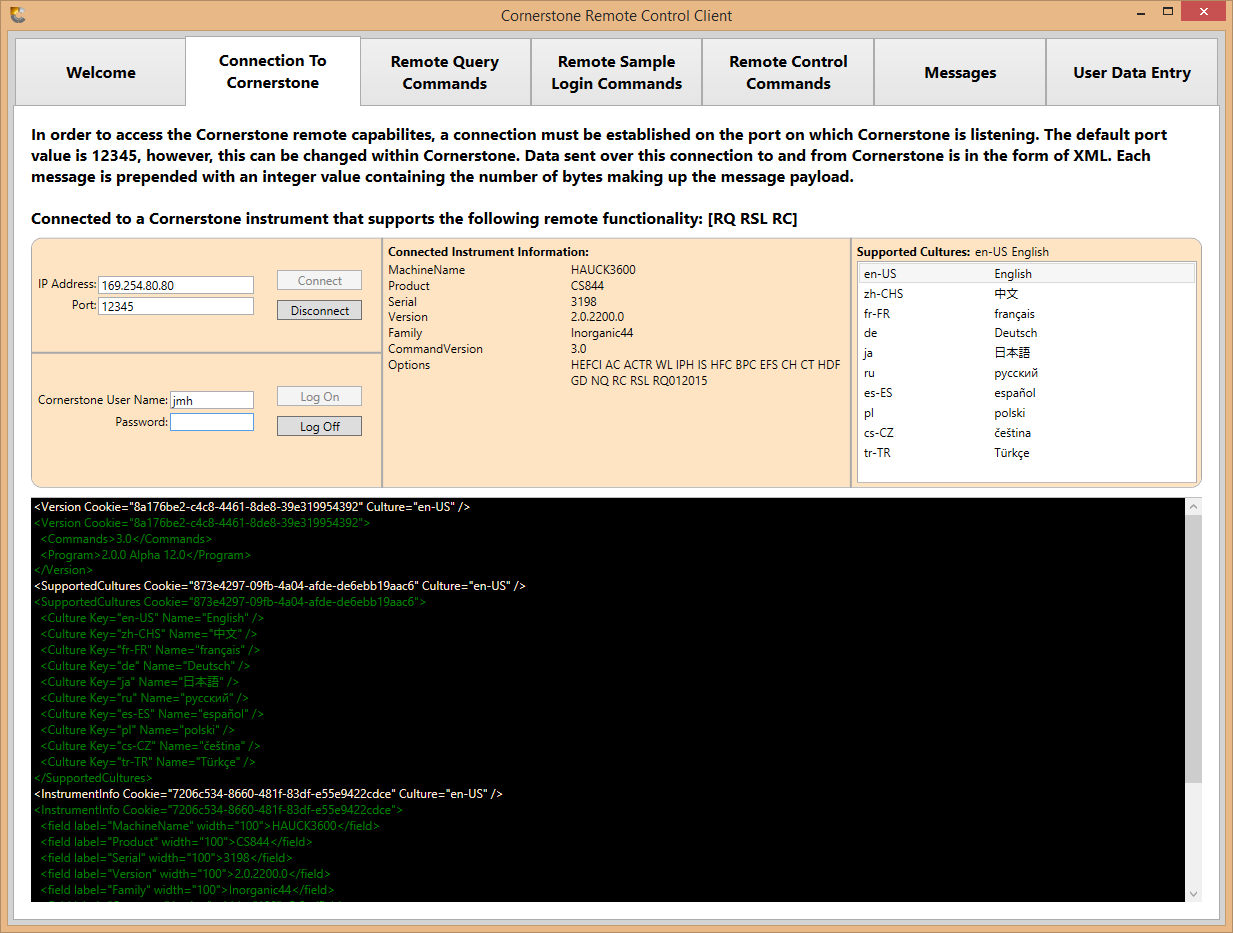 Cornerstone Remote Control Client
Welcome
Connection To
Cornerstone
Remote Query
Commands
Remote Sample
Login Commands
Remote Control
Commands
Messages
User Data Entry
In order to access the Cornerstone remote capabilites, a connection must be established on the port on which Cornerstone is listening. The default port
value is 12345, however, this can be changed within Cornerstone. Data sent over this connection to and from Cornerstone is in the form of XML. Each
message is prepended with an integer value containing the number of bytes making up the message payload.
Connected to a Cornerstone instrument that supports the following remote functionality: [RQ RSL RC]
IP Address: 169.254.80.80
Connect
Port: 12345
Disconnect
Cornerstone User Name: jmh
Log On
Password:
Log Off
Connected Instrument Information:
MachineName HAUCK3600
Product CS844
Serial 3198
Version 2.0.2200.0
Family Inorganic44
CommandVersion 3.0
Options HEFCI AC ACTR WL IPH IS HFC BPC EFS CH CT HDF
GD NQ RC RSL RQ012015
Supported Cultures: en-US English
en-US English
zh-CHS 中文
fr-FR français
de Deutsch
ja 日本語
ru русский
es-ES español
pl polski
cs-CZ čeština
tr-TR Türkçe
<Version Cookie="8a176be2-c4c8-4461-8de8-39e319954392" Culture="en-US" />
<Version Cookie="8a176be2-c4c8-4461-8de8-39e319954392">
<Commands>3.0</Commands>
<Program>2.0.0 Alpha 12.0</Program>
</Version>
<SupportedCultures Cookie="873e4297-09fb-4a04-afde-de6ebb19aac6" Culture="en-US" />
<SupportedCultures Cookie="873e4297-09fb-4a04-afde-de6ebb19aac6">
<Culture Key="en-US" Name="English" />
<Culture Key="zh-CHS" Name="中文" />
<Culture Key="fr-FR" Name="français" />
<Culture Key="de" Name="Deutsch" />
<Culture Key="ja" Name="日本語" />
<Culture Key="ru" Name="русский" />
<Culture Key="es-ES" Name="español" />
<Culture Key="pl" Name="polski" />
<Culture Key="cs-CZ" Name="čeština" />
<Culture Key="tr-TR" Name="Türkçe" />
</SupportedCultures>
<InstrumentInfo Cookie="7206c534-8660-481f-83df-e55e9422cdce" Culture="en-US" />
<InstrumentInfo Cookie="7206c534-8660-481f-83df-e55e9422cdce">
<field label="MachineName" width="100">HAUCK3600</field>
<field label="Product" width="100">CS844</field>
<field label="Serial" width="100">3198</field>
<field label="Version" width="100">2.0.2200.0</field>
<field label="Family" width="100">Inorganic44</field>